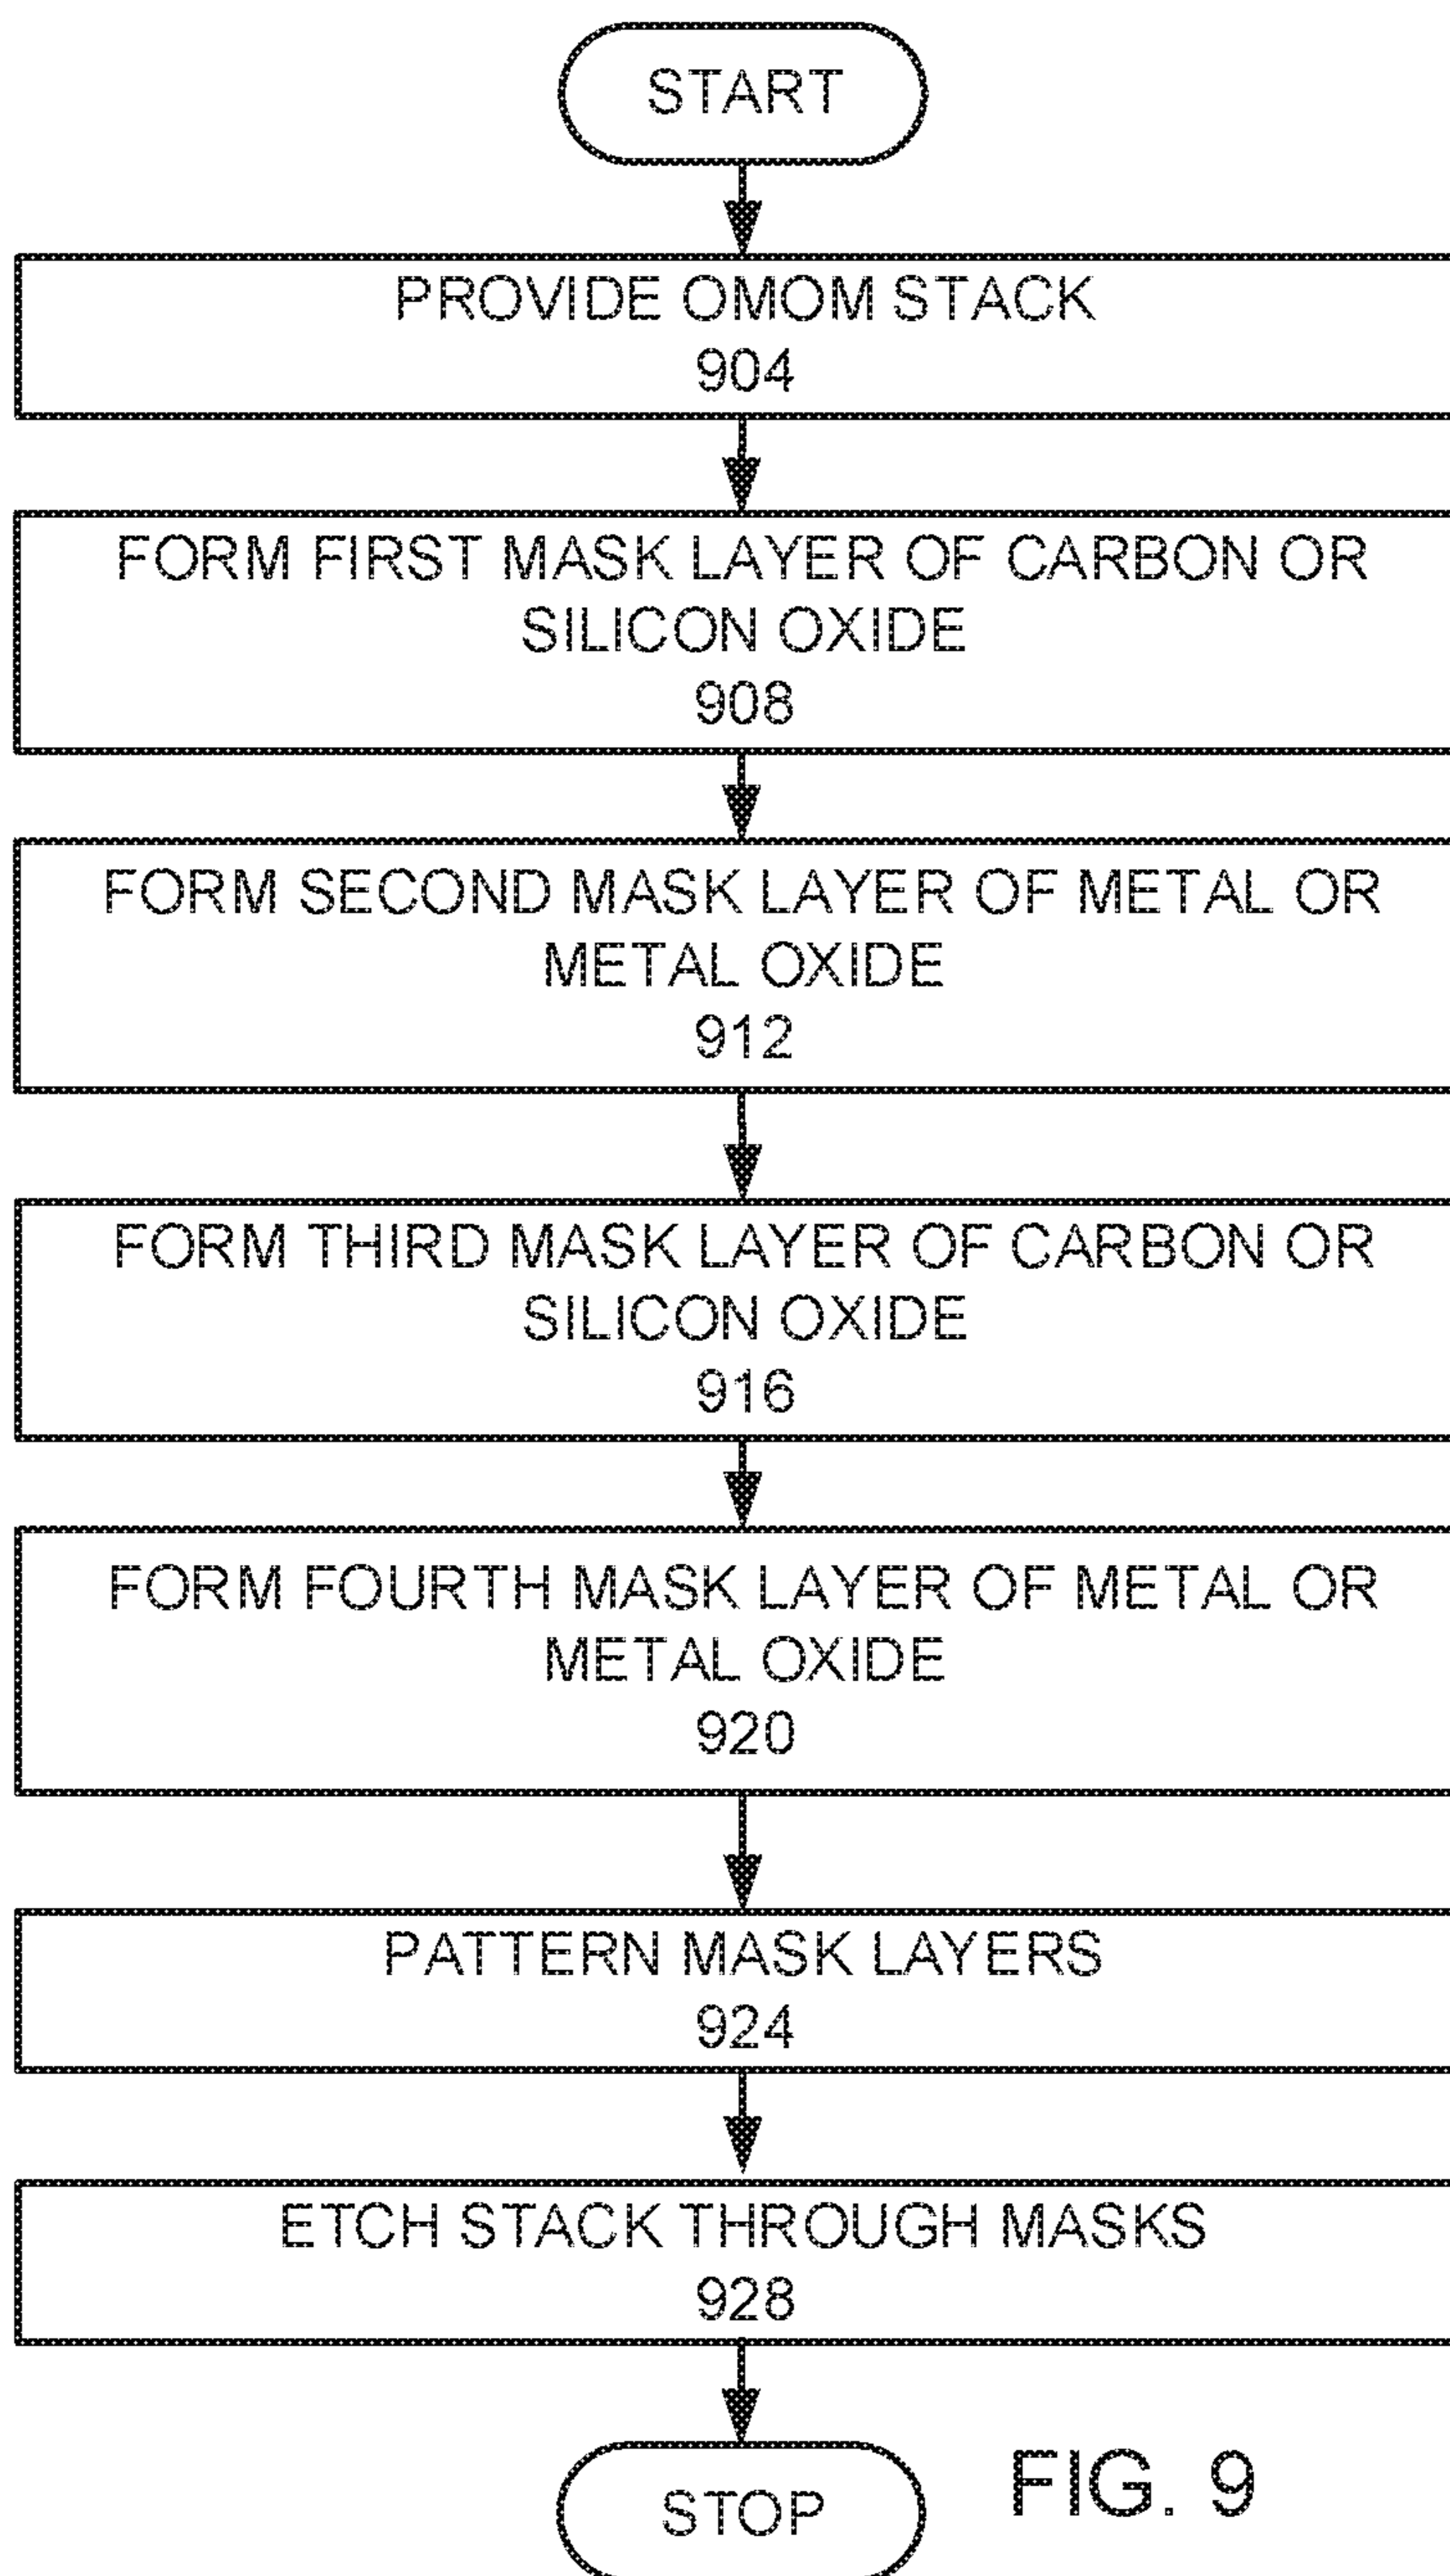 START
PROVIDE OMOM STACK
904
FORM FIRST MASK LAYER OF CARBON OR
SILICON OXIDE
908
FORM SECOND MASK LAYER OF METAL OR
METAL OXIDE
912
FORM THIRD MASK LAYER OF CARBON OR
SILICON OXIDE
916
FORM FOURTH MASK LAYER OF METAL OR
METAL OXIDE
920
PATTERN MASK LAYERS
924
ETCH STACK THROUGH MASKS
928
STOP
FIG. 9